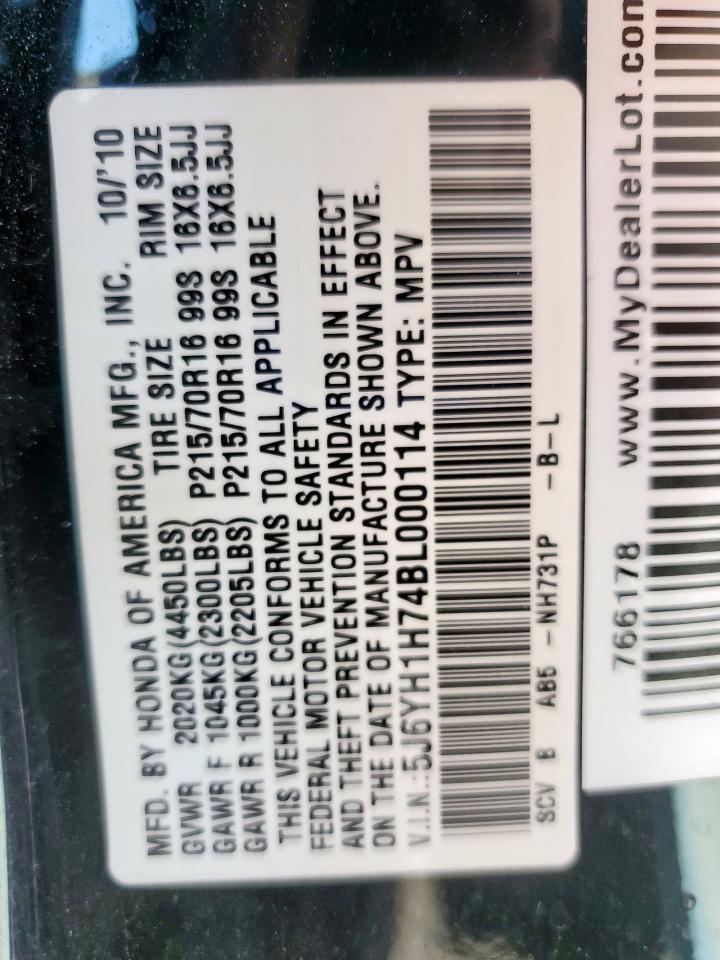 MFD. BY HONDA OF AMERICA MFG., INC. 10/'10
GVWR 2020KG(4450LBS) TIRE SIZE RIM SIZE
GAWR F 1045KG(2300LBS) P215/70R16 99S 16X6.5JJ
GAWR R 1000KG(2205LBS) P215/70R16 99S 16X6.5JJ
THIS VEHICLE CONFORMS TO ALL APPLICABLE
FEDERAL MOTOR VEHICLE SAFETY
AND THEFT PREVENTION STANDARDS IN EFFECT
ON THE DATE OF MANUFACTURE SHOWN ABOVE.
V.I.N.:5J6YH1H74BL000114 TYPE: MPV
SCV B AB5 -NH731P -B-L
766178 www.MyDealerLot.com